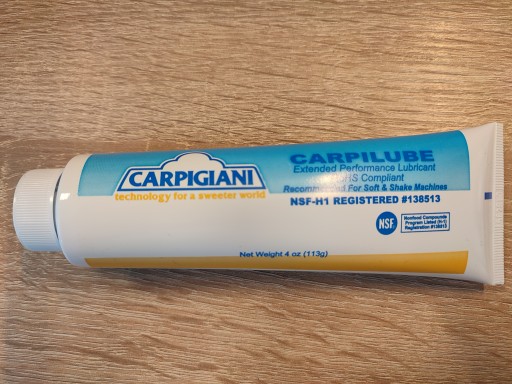 CARPIGIANI
technology for a sweeter world
CARPILUBE
Extended Performance Lubricant
Compliant
Recommended For Soft & Shake Machines
NSF-H1 REGISTERED #138513
NSF
Nonfood Compounds
Program Listed (H-1)
Registration #138513
Net Weight 4 oz (113g)